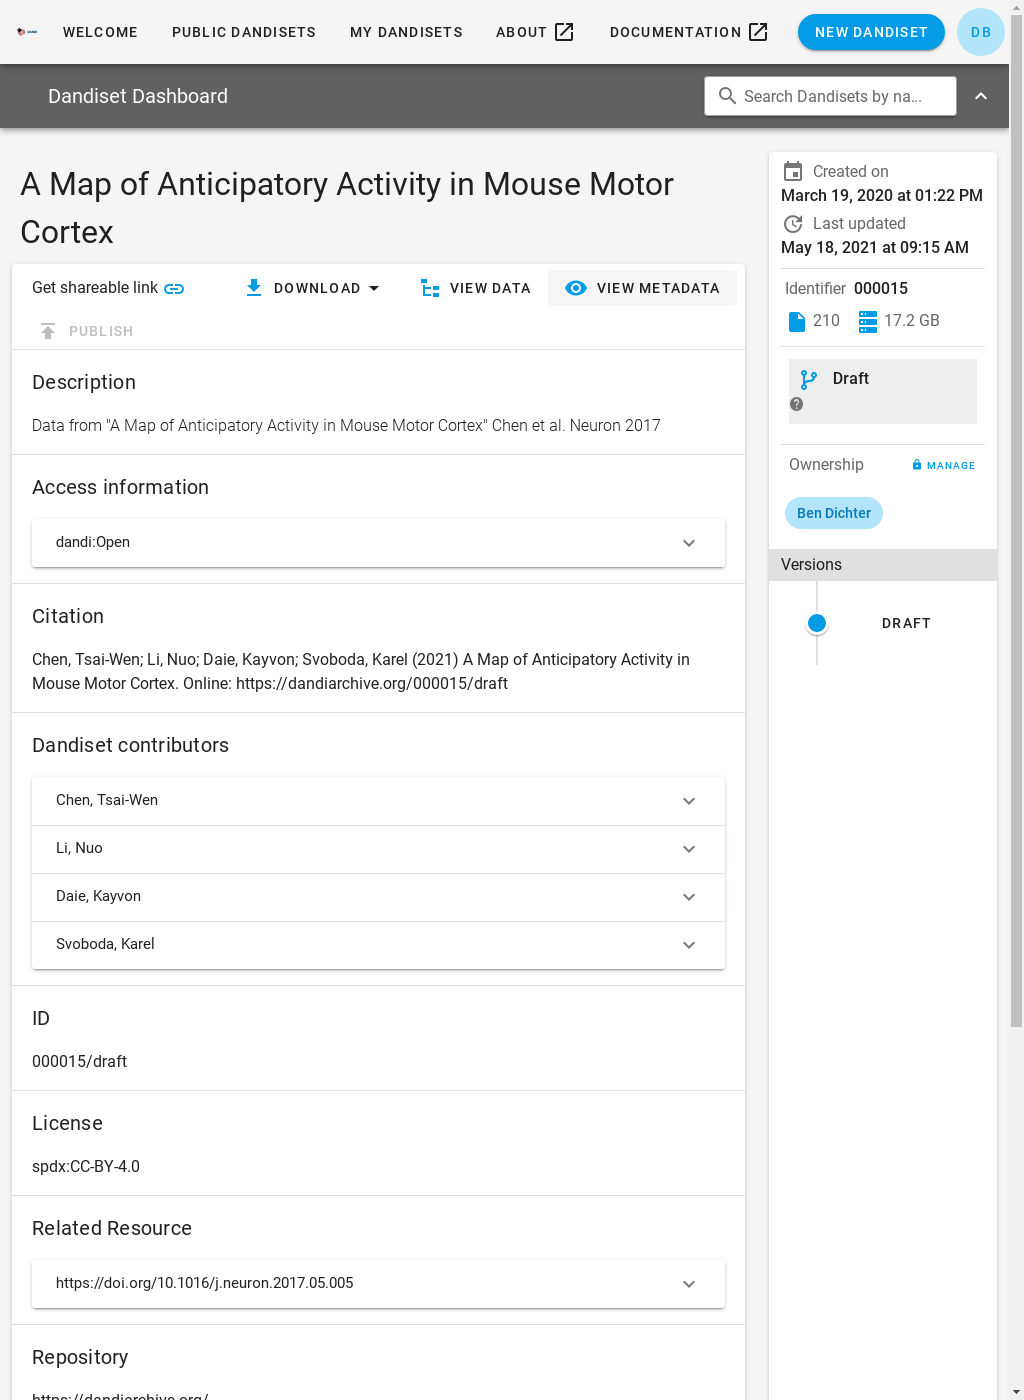 WELCOME
PUBLIC DANDISETS
MY DANDISETS
ABOUT
DOCUMENTATION
NEW DANDISET
DB
Dandiset Dashboard
Search Dandisets by na...
A Map of Anticipatory Activity in Mouse Motor
Cortex
Get shareable link
DOWNLOAD
VIEW DATA
VIEW METADATA
PUBLISH
Description
Data from "A Map of Anticipatory Activity in Mouse Motor Cortex" Chen et al. Neuron 2017
Access information
dandi:Open
Citation
Chen, Tsai-Wen; Li, Nuo; Daie, Kayvon; Svoboda, Karel (2021) A Map of Anticipatory Activity in
Mouse Motor Cortex. Online: https://dandiarchive.org/000015/draft
Dandiset contributors
Chen, Tsai-Wen
Li, Nuo
Daie, Kayvon
Svoboda, Karel
ID
000015/draft
License
spdx:CC-BY-4.0
Related Resource
https://doi.org/10.1016/j.neuron.2017.05.005
Repository
https://dandiarchive.org/
Created on
March 19, 2020 at 01:22 PM
Last updated
May 18, 2021 at 09:15 AM
Identifier 000015
210 17.2 GB
Draft
Ownership
MANAGE
Ben Dichter
Versions
DRAFT